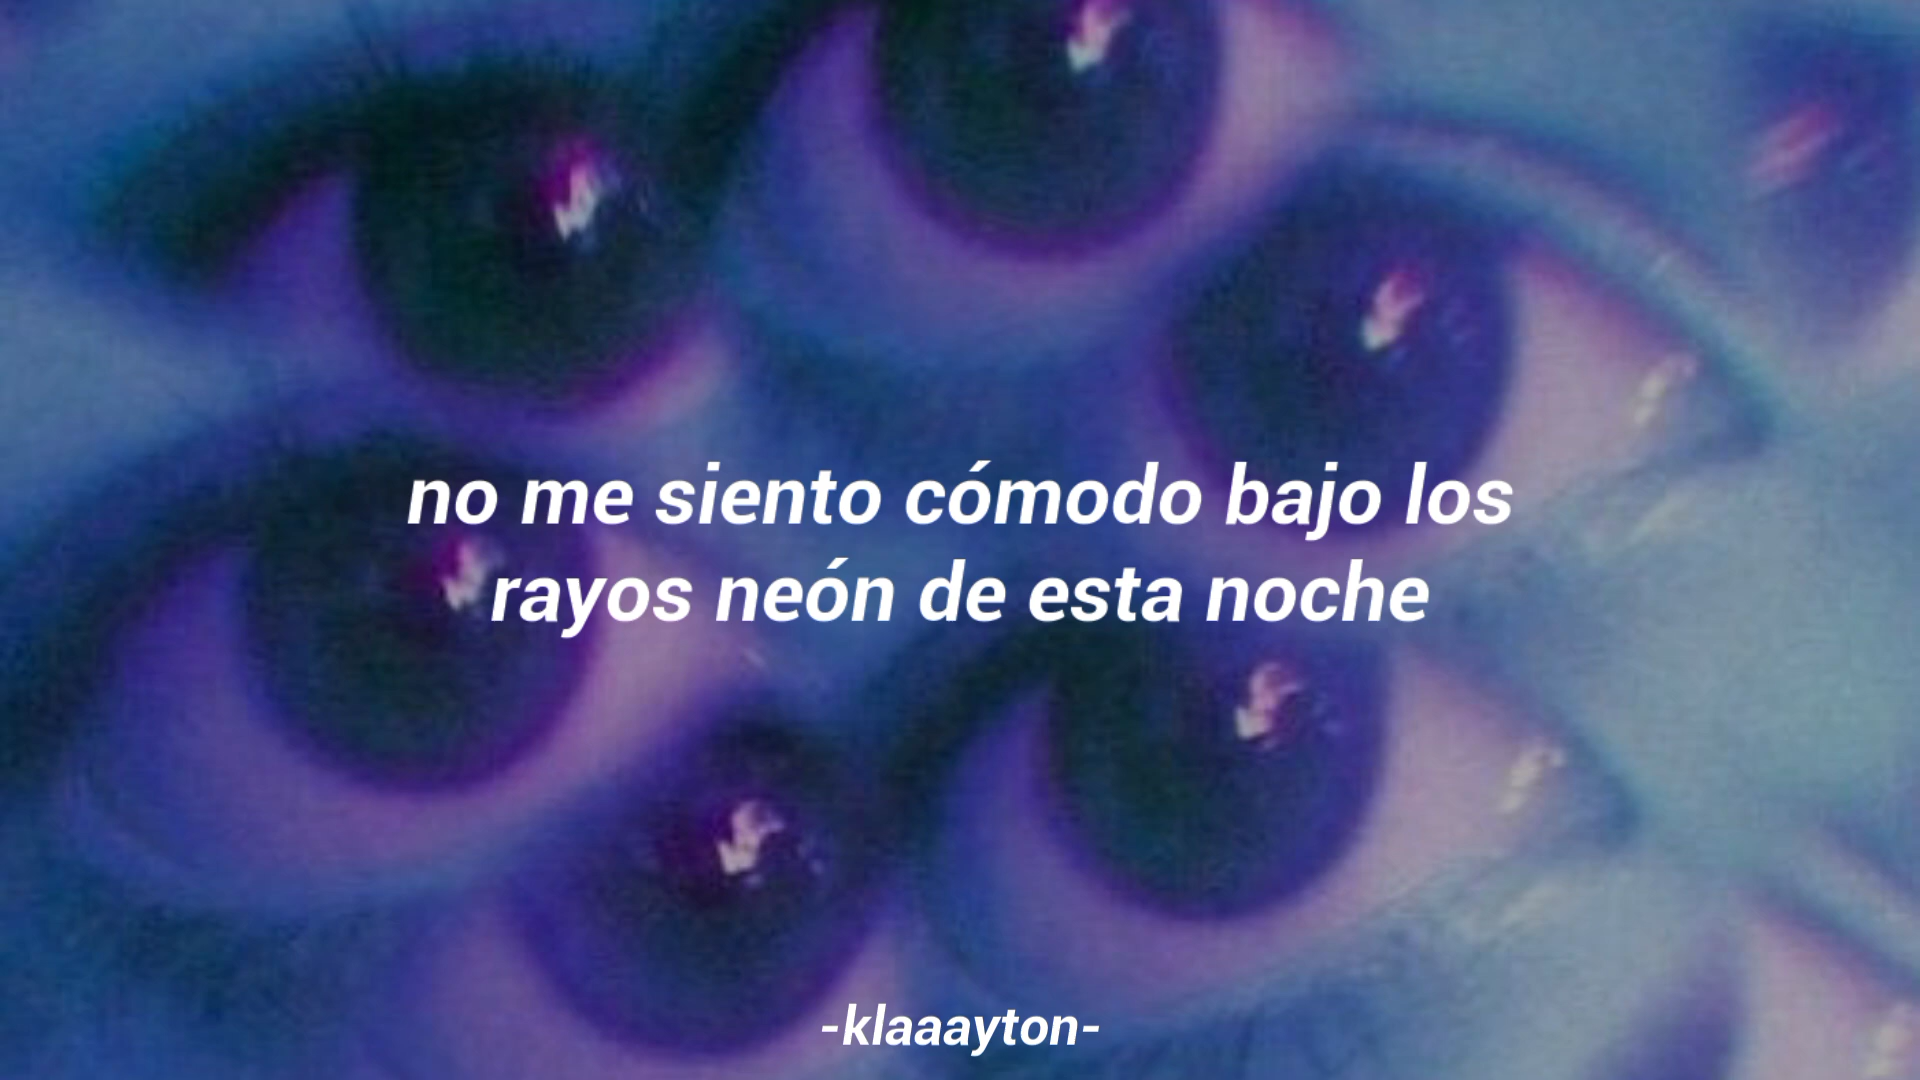 no me siento cómodo bajo los
rayos neón de esta noche
-klaaayton-